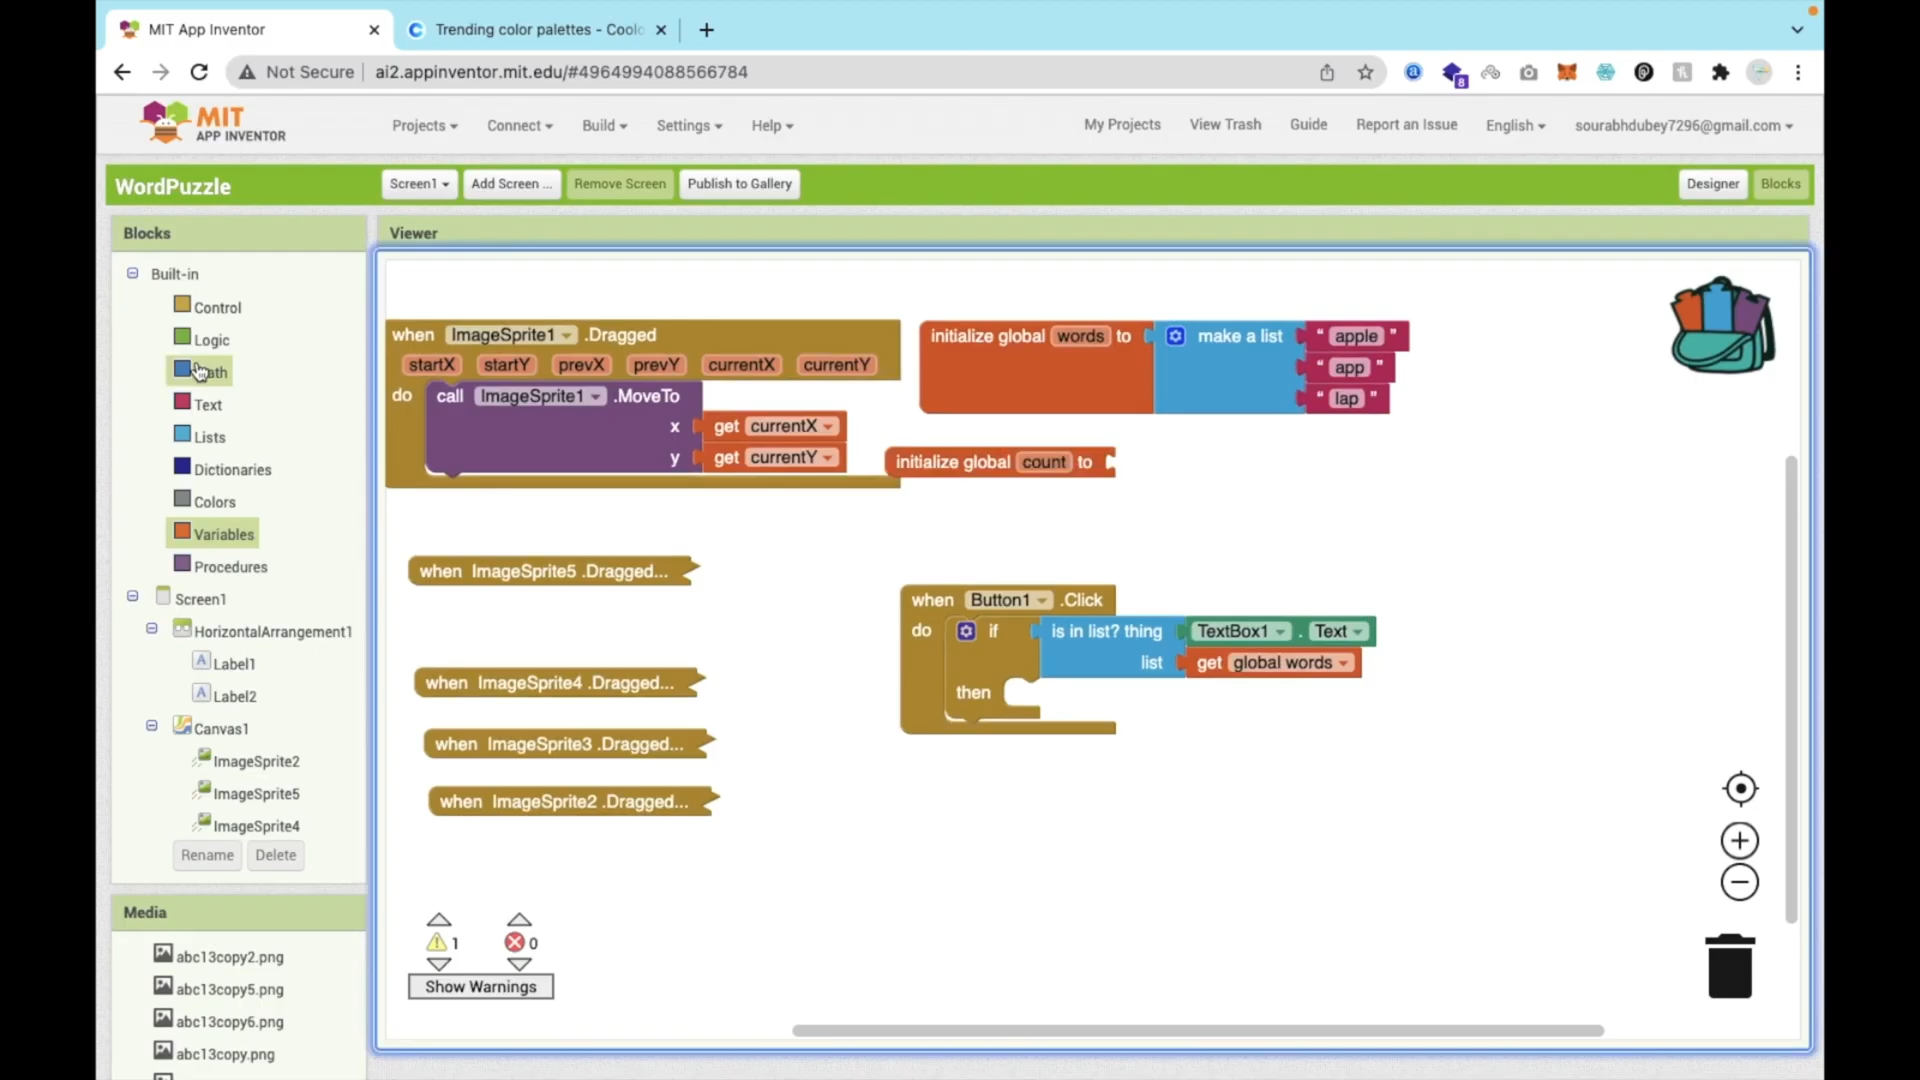 MIT App Inventor
Trending color palettes - Coolo
Not Secure
ai2.appinventor.mit.edu/#4964994088566784
8
MIT
APP INVENTOR
Projects
Connect
Build
Settings
Help
My Projects
View Trash
Guide
Report an Issue
English
sourabhdubey7296@gmail.com
WordPuzzle
Screen1
Add Screen ...
Remove Screen
Publish to Gallery
Designer
Blocks
Blocks
Built-in
Control
Logic
Text
Lists
Dictionaries
Colors
Variables
Procedures
Screen1
HorizontalArrangement1
A Label1
A Label2
Canvas1
ImageSprite2
ImageSprite5
ImageSprite4
Rename
Delete
Media
abc13copy2.png
abc13copy5.png
abc13copy6.png
abc13copy.png
Viewer
when ImageSprite1 .Dragged
startX startY prevX prevY currentX currentY
do call ImageSprite1 .MoveTo
x get currentX
y get currentY
initialize global words to make a list " apple "
" app "
" lap "
initialize global count to
when ImageSprite5 .Dragged...
when ImageSprite4 .Dragged...
when ImageSprite3 .Dragged...
when ImageSprite2 .Dragged...
when Button1 .Click
do if is in list? thing TextBox1 . Text
list get global words
then
1
0
Show Warnings